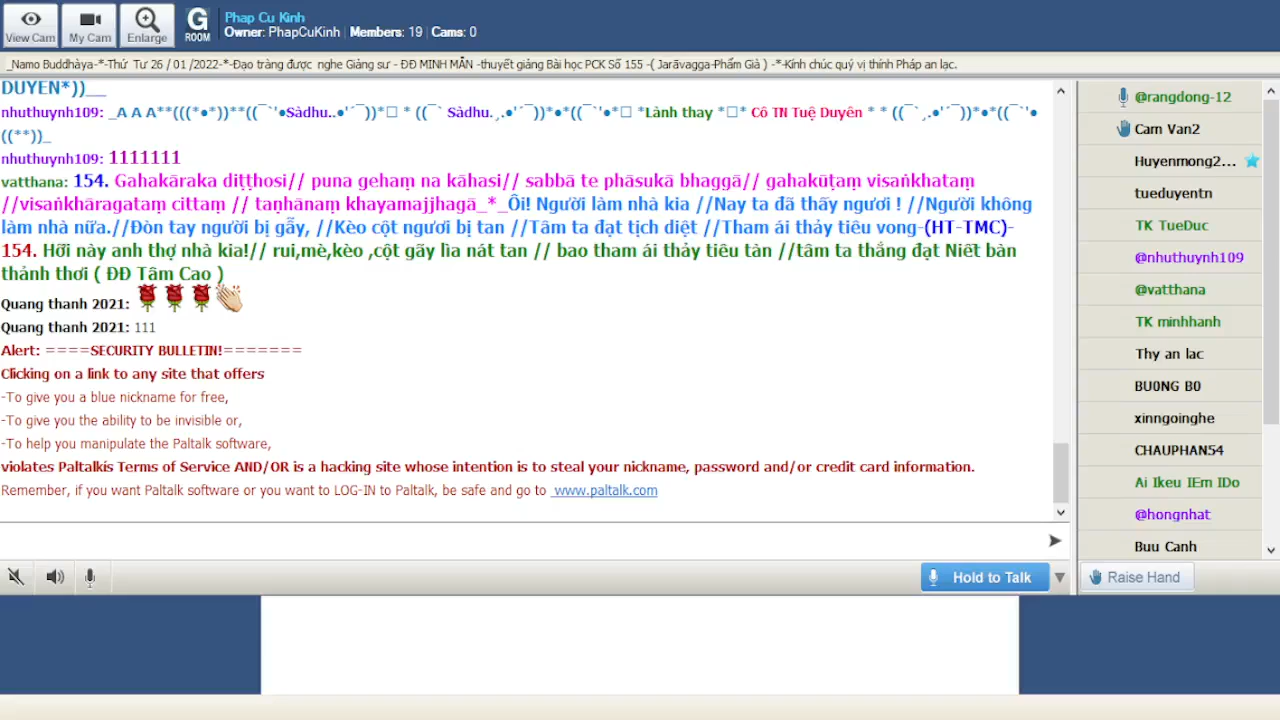 View Cam
My Cam
Enlarge
G
ROOM
Phap Cu Kinh
Owner: PhapCuKinh | Members: 19 | Cams: 0
_Namo Buddhàya-*-Thứ Tư 26 / 01 /2022-*-Đạo tràng được nghe Giảng sư - ĐĐ MINH MẪN -thuyết giảng Bài học PCK Số 155 -( Jarāvagga-Phẩm Già ) -*-Kính chúc quý vị thính Pháp an lạc.
DUYEN*))__
nhuthuynh109: _A A A**(((*•*))**((¯`'•Sàdhu..•'´¯))*□ * ((¯` Sàdhu.¸.•'´¯))*•*((¯`'•*□ *Lành thay *□* Cô TN Tuệ Duyên * * ((¯`¸.•'´¯))*•*((¯`'•
((**))_
nhuthuynh109: 1111111
vatthana: 154. Gahakāraka diṭṭhosi// puna gehaṃ na kāhasi// sabbā te phāsukā bhaggā// gahakūṭaṃ visaṅkhataṃ
//visaṅkhāragataṃ cittaṃ // taṇhānaṃ khayamajjhagā_*_Ôi! Người làm nhà kia //Nay ta đã thấy ngươi ! //Người không
làm nhà nữa.//Đòn tay người bị gẫy, //Kèo cột ngươi bị tan //Tâm ta đạt tịch diệt //Tham ái thảy tiêu vong-(HT-TMC)-
154. Hỡi này anh thợ nhà kia!// rui,mè,kèo ,cột gãy lìa nát tan // bao tham ái thảy tiêu tàn //tâm ta thắng đạt Niết bàn
thảnh thơi ( ĐĐ Tâm Cao )
Quang thanh 2021:
Quang thanh 2021: 111
Alert: ====SECURITY BULLETIN!=======
Clicking on a link to any site that offers
-To give you a blue nickname for free,
-To give you the ability to be invisible or,
-To help you manipulate the Paltalk software,
violates Paltalkís Terms of Service AND/OR is a hacking site whose intention is to steal your nickname, password and/or credit card information.
Remember, if you want Paltalk software or you want to LOG-IN to Paltalk, be safe and go to www.paltalk.com
Hold to Talk
@rangdong-12
Cam Van2
Huyenmong2...
tueduyentn
TK TueDuc
@nhuthuynh109
@vatthana
TK minhhanh
Thy an lac
BU0NG B0
xinngoinghe
CHAUPHAN54
Ai Ikeu IEm IDo
@hongnhat
Buu Canh
Raise Hand